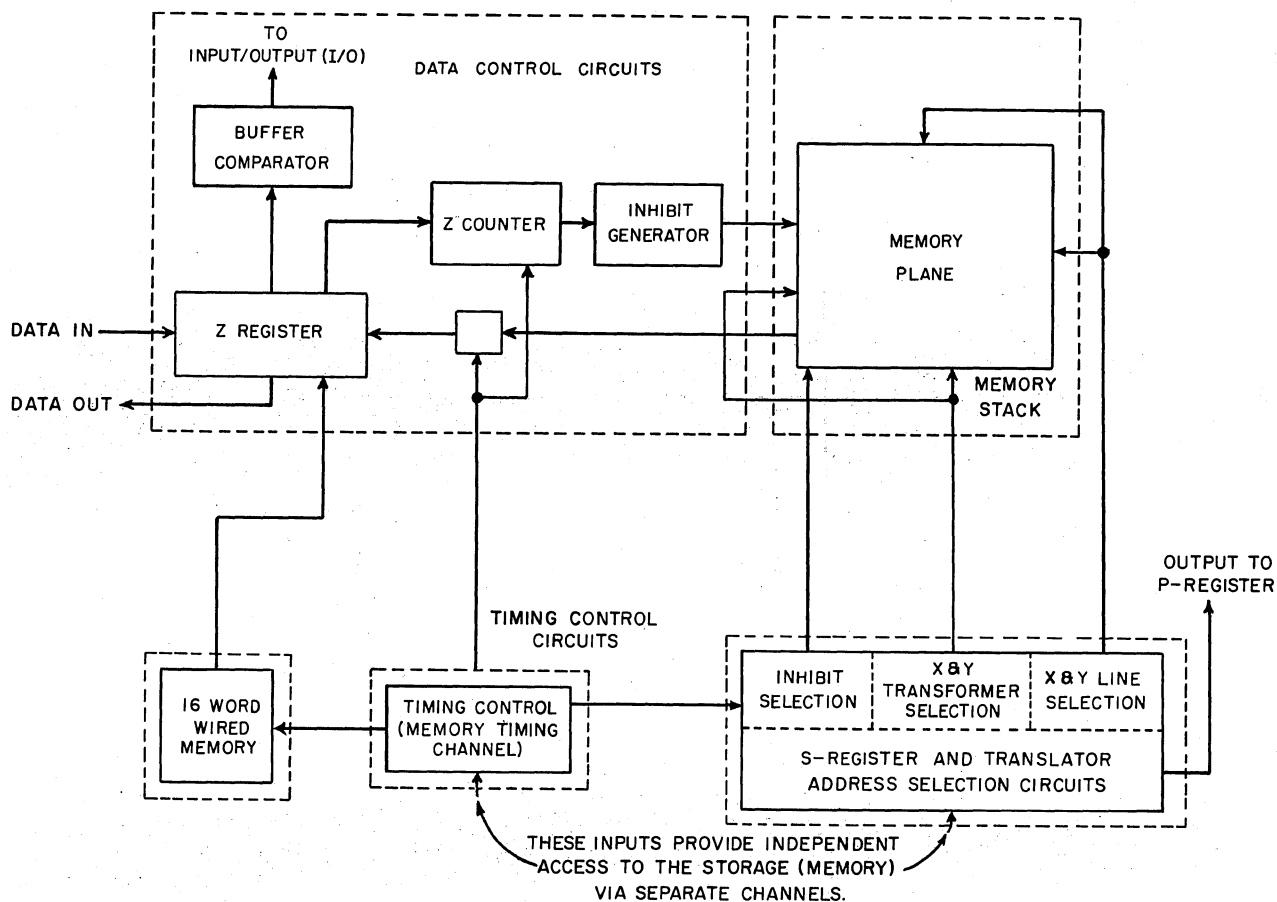 TO
INPUT/OUTPUT (I/O)
DATA CONTROL CIRCUITS
BUFFER
COMPARATOR
Z COUNTER
INHIBIT
GENERATOR
MEMORY
PLANE
DATA IN
Z REGISTER
DATA OUT
MEMORY
STACK
OUTPUT TO
P-REGISTER
TIMING CONTROL
CIRCUITS
16 WORD
WIRED
MEMORY
TIMING CONTROL
(MEMORY TIMING
CHANNEL)
INHIBIT
SELECTION
X & Y
TRANSFORMER
SELECTION
X & Y LINE
SELECTION
S-REGISTER AND TRANSLATOR
ADDRESS SELECTION CIRCUITS
THESE INPUTS PROVIDE INDEPENDENT
ACCESS TO THE STORAGE (MEMORY)
VIA SEPARATE CHANNELS.